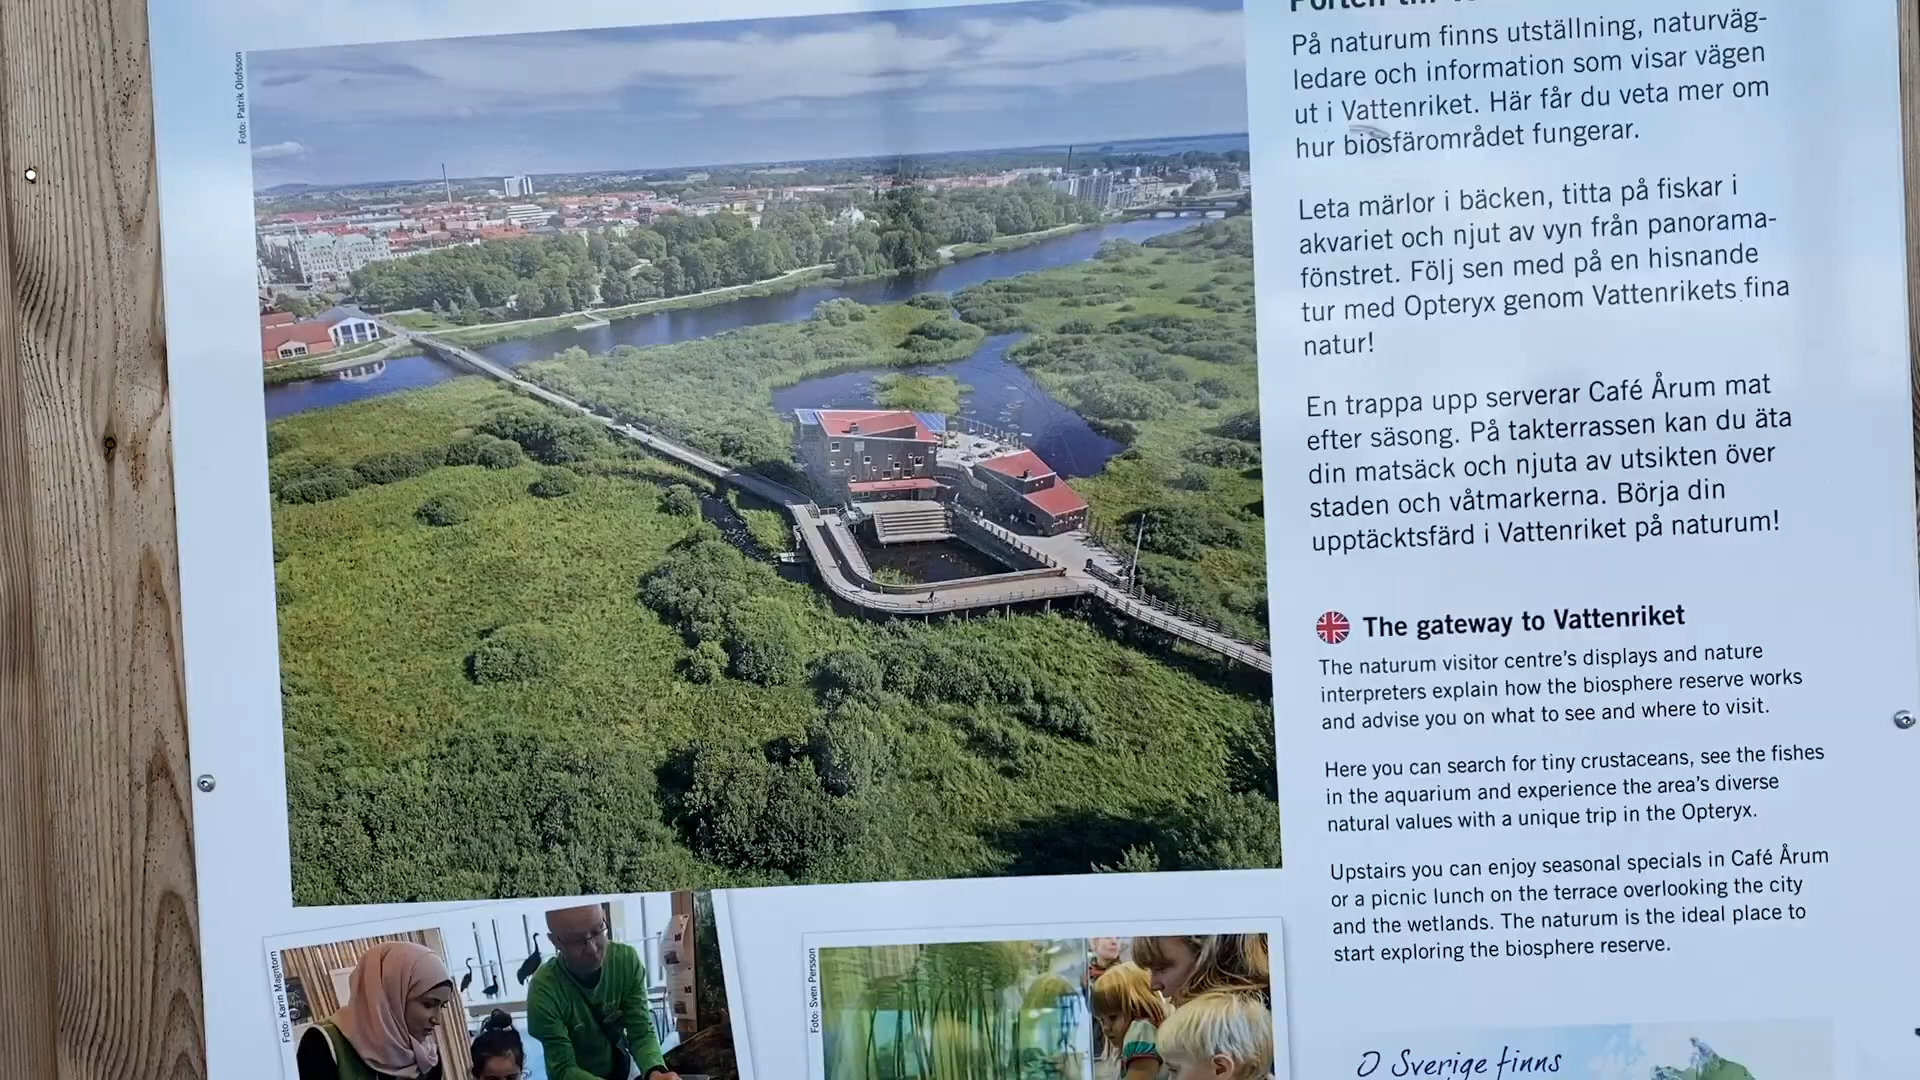 Foto: Patrik Olofsson
På naturum finns utställning, naturväg-
ledare och information som visar vägen
ut i Vattenriket. Här får du veta mer om
hur biosfärområdet fungerar.
Leta märlor i bäcken, titta på fiskar i
akvariet och njut av vyn från panorama-
fönstret. Följ sen med på en hisnande
tur med Opteryx genom Vattenrikets fina
natur!
En trappa upp serverar Café Årum mat
efter säsong. På takterrassen kan du äta
din matsäck och njuta av utsikten över
staden och våtmarkerna. Börja din
upptäcktsfärd i Vattenriket på naturum!
The gateway to Vattenriket
The naturum visitor centre's displays and nature
interpreters explain how the biosphere reserve works
and advise you on what to see and where to visit.
Here you can search for tiny crustaceans, see the fishes
in the aquarium and experience the area's diverse
natural values with a unique trip in the Opteryx.
Upstairs you can enjoy seasonal specials in Café Årum
or a picnic lunch on the terrace overlooking the city
and the wetlands. The naturum is the ideal place to
start exploring the biosphere reserve.
Foto: Karin Magntorn
Foto: Sven Persson
Sverige finns